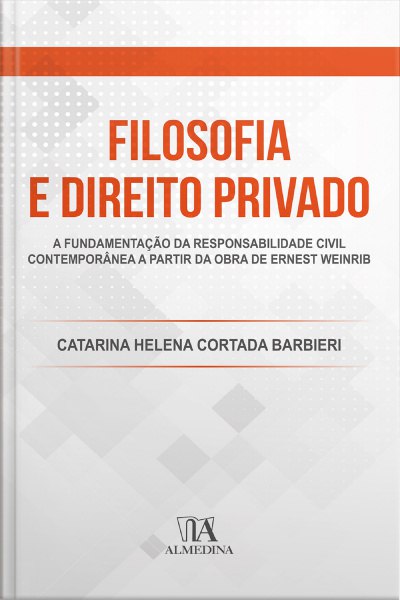 FILOSOFIA
E DIREITO PRIVADO
A FUNDAMENTAÇÃO DA RESPONSABILIDADE CIVIL
CONTEMPORÂNEA A PARTIR DA OBRA DE ERNEST WEINRIB
CATARINA HELENA CORTADA BARBIERI
ALMEDINA